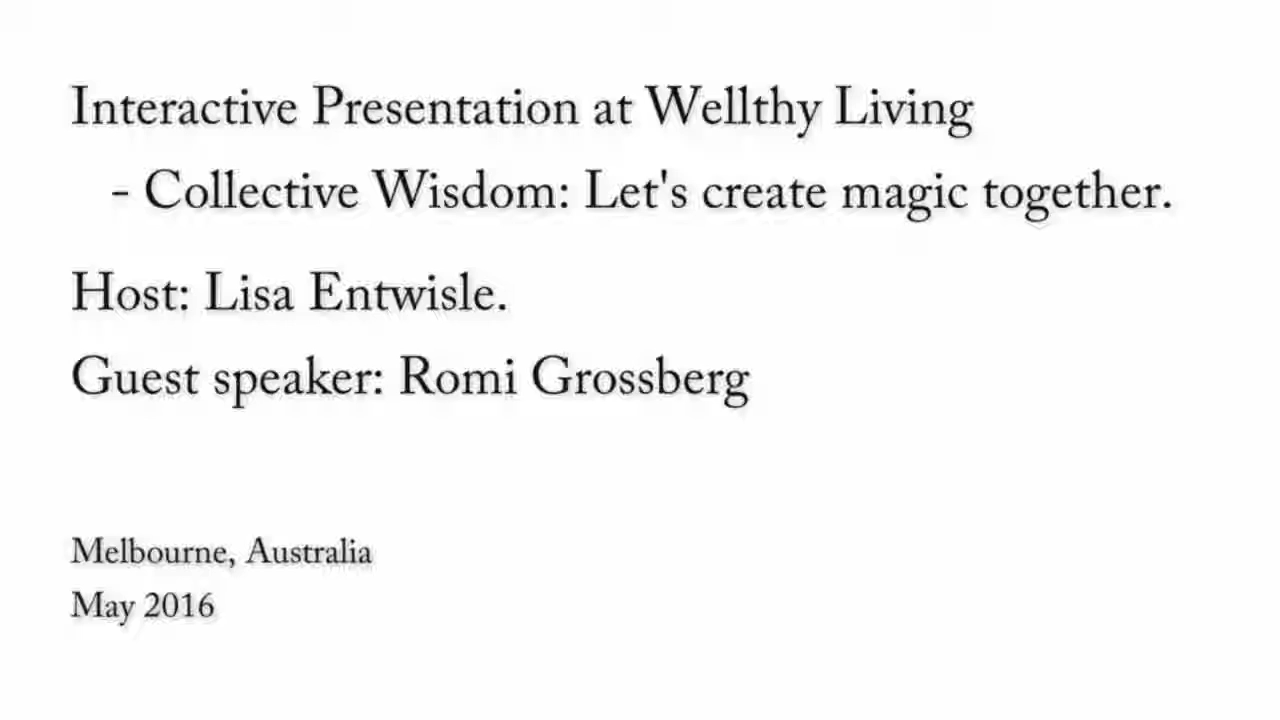 Interactive Presentation at Wellthy Living
- Collective Wisdom: Let's create magic together.
Host: Lisa Entwisle.
Guest speaker: Romi Grossberg
Melbourne, Australia
May 2016